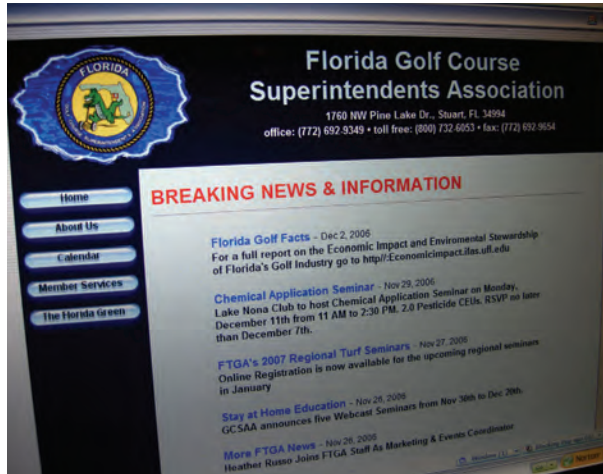 Florida Golf Course
Superintendents Association
1760 NW Pine Lake Dr., Stuart, FL 34994
office: (772) 692-9349 • toll free: (800) 732-6053 • fax: (772) 692-9654
FLORIDA
Home
About Us
Calendar
Member Services
The Florida Green
BREAKING NEWS & INFORMATION
Florida Golf Facts - Dec 2, 2006
For a full report on the Economic Impact and Enviromental Stewardship
of Florida's Golf Industry go to http//:Economicimpact.ifas.ufl.edu
Chemical Application Seminar - Nov 29, 2006
Lake Nona Club to host Chemical Application Seminar on Monday,
December 11th from 11 AM to 2:30 PM. 2.0 Pesticide CEUs. RSVP no later
than December 7th.
FTGA's 2007 Regional Turf Seminars - Nov 27, 2006
Online Registration is now available for the upcoming regional seminars
in January
Stay at Home Education - Nov 28, 2006
GCSAA announces five Webcast Seminars from Nov 30th to Dec 20th.
More FTGA News - Nov 28, 2006
Heather Russo Joins FTGA Staff As Marketing & Events Coordinator
Norton